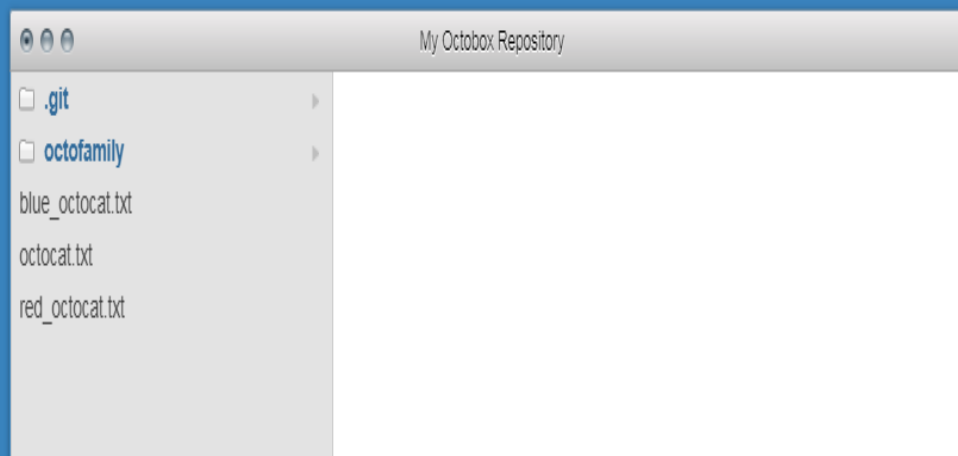 My Octobox Repository
.git
octofamily
blue_octocat.txt
octocat.txt
red_octocat.txt